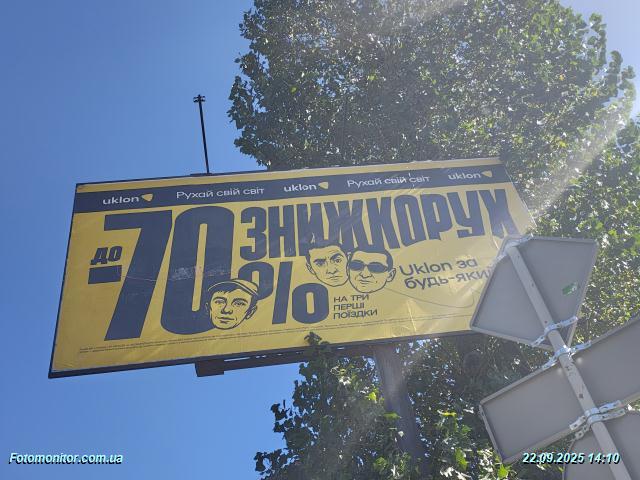 uklon Рухай свій світ uklon Рухай свій світ uklon
ДО
-70%
ЗНИЖКОРУХ
НА ТРИ
ПЕРШІ
ПОЇЗДКИ
Uklon за
будь-яки
Fotomonitor.com.ua
22.09.2025 14:10